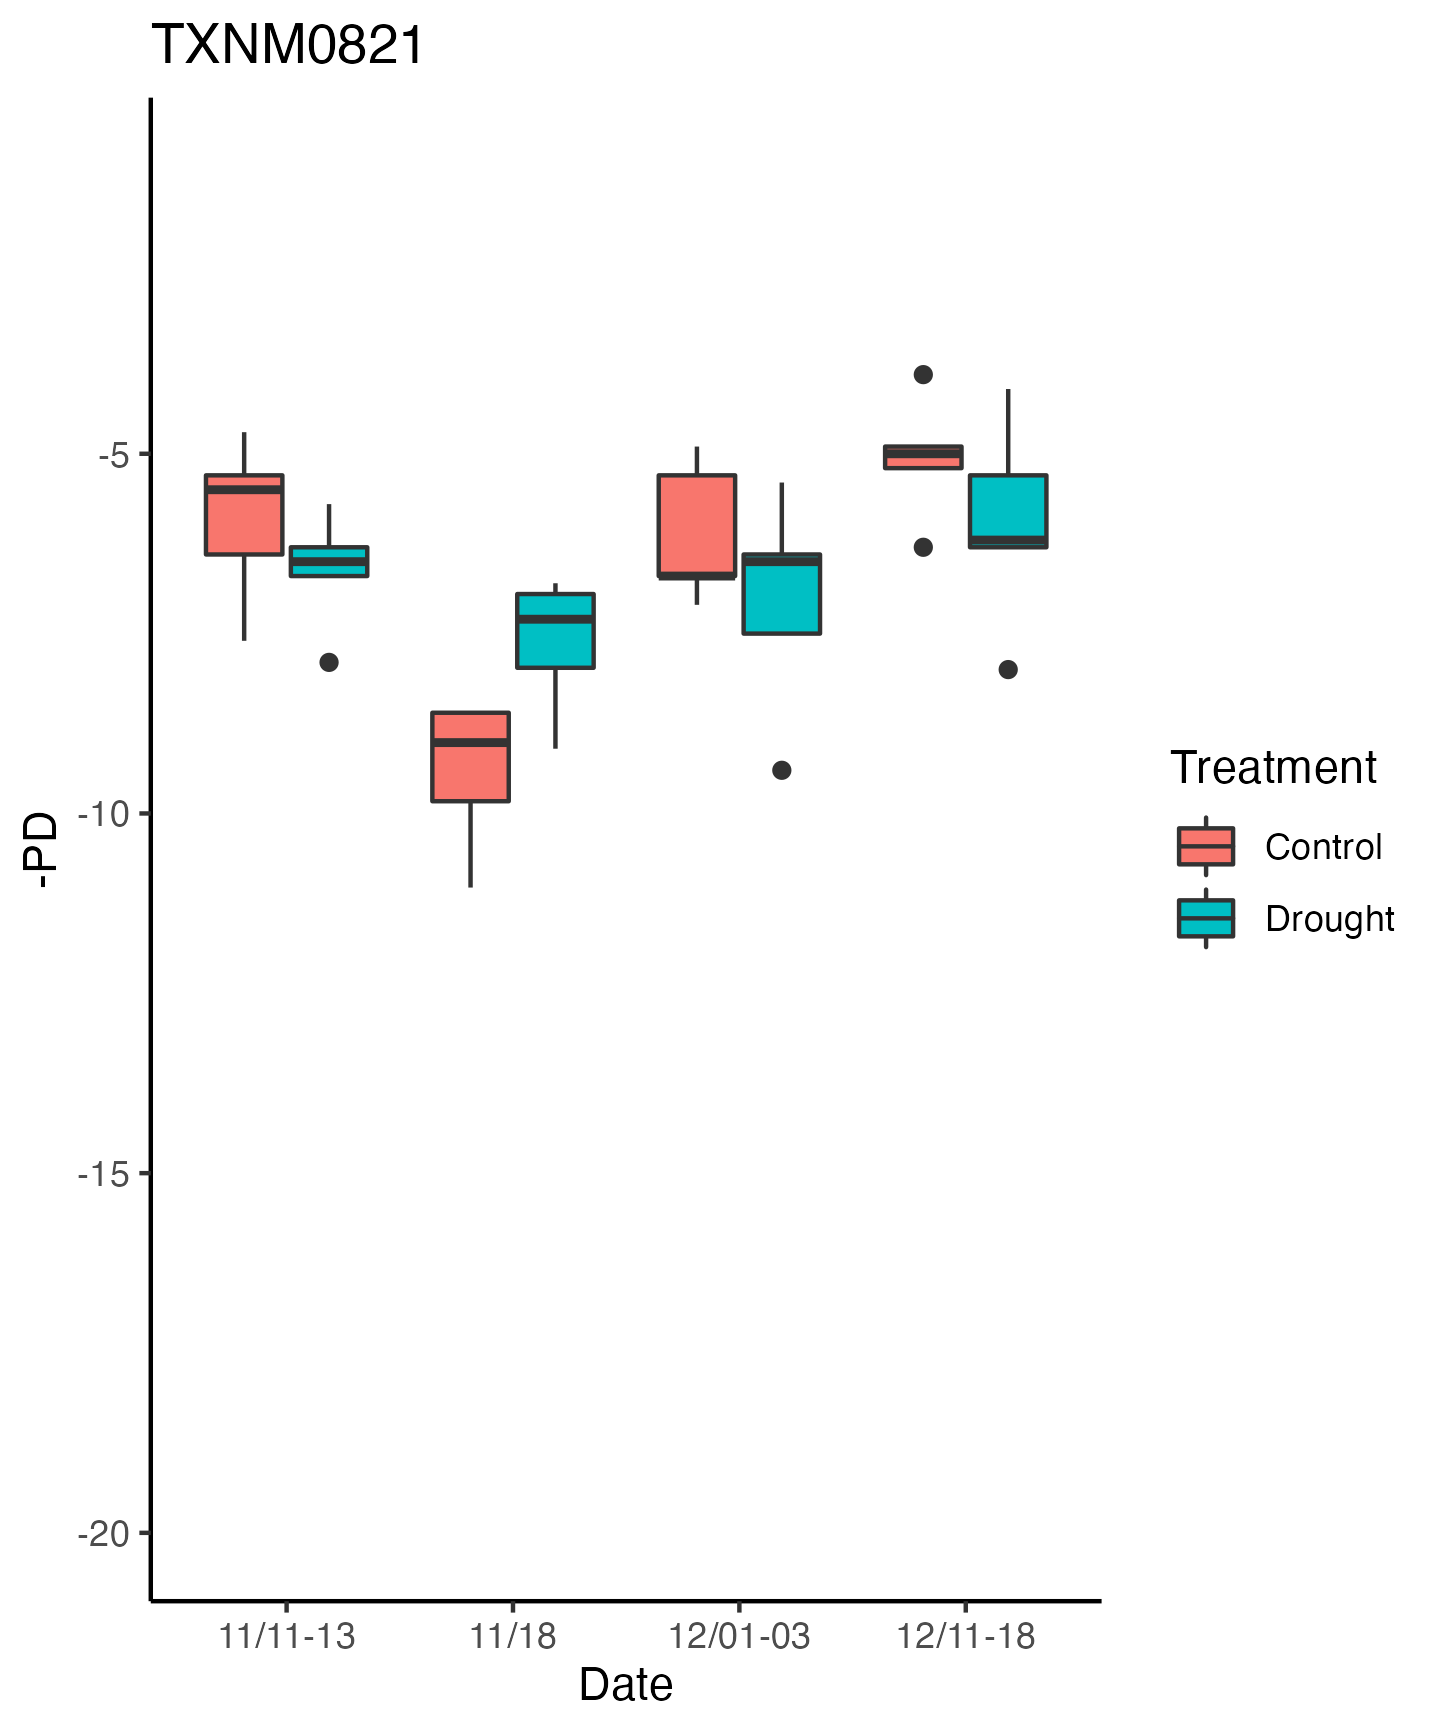 TXNM0821
-5
-10
-15
-20
-PD
11/11-13
11/18
12/01-03
12/11-18
Date
Treatment
Control
Drought